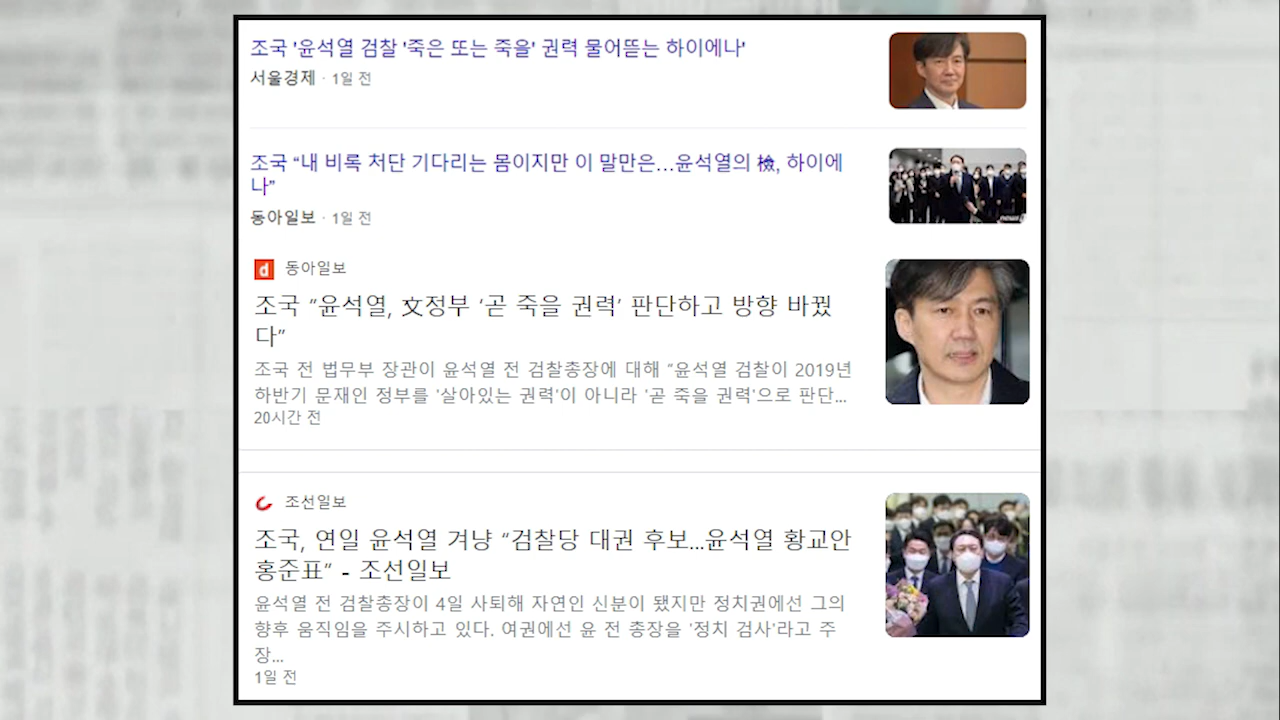 조국 '윤석열 검찰 '죽은 또는 죽을' 권력 물어뜯는 하이에나'
서울경제 · 1일 전
조국 “내 비록 처단 기다리는 몸이지만 이 말만은…윤석열의 檢, 하이에
나”
동아일보 · 1일 전
d 동아일보
조국 “윤석열, 文정부 ‘곧 죽을 권력’ 판단하고 방향 바꿨
다”
조국 전 법무부 장관이 윤석열 전 검찰총장에 대해 “윤석열 검찰이 2019년
하반기 문재인 정부를 '살아있는 권력'이 아니라 '곧 죽을 권력'으로 판단...
20시간 전
조선일보
조국, 연일 윤석열 겨냥 “검찰당 대권 후보...윤석열 황교안
홍준표” - 조선일보
윤석열 전 검찰총장이 4일 사퇴해 자연인 신분이 됐지만 정치권에선 그의
향후 움직임을 주시하고 있다. 여권에선 윤 전 총장을 '정치 검사'라고 주
장...
1일 전